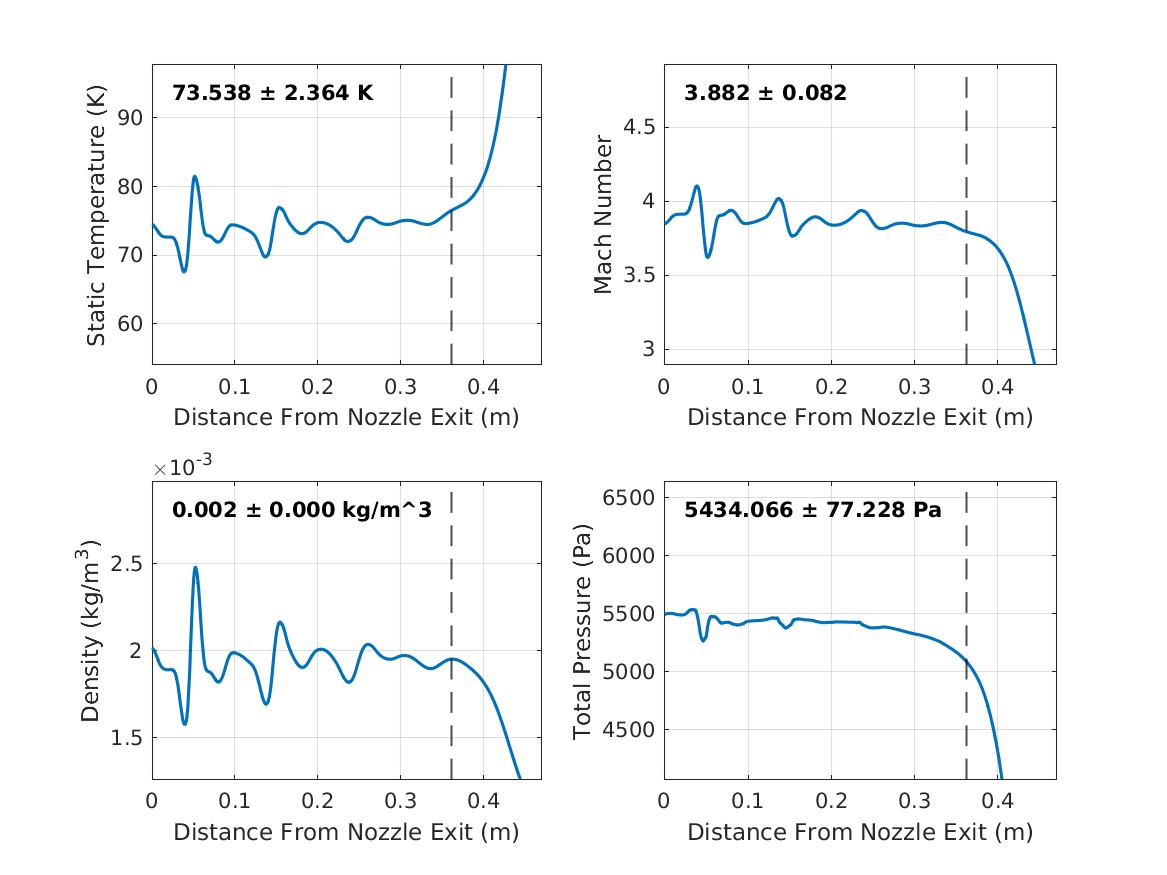 73.538 ± 2.364 K
90
80
70
60
Static Temperature (K)
0 0.1 0.2 0.3 0.4
Distance From Nozzle Exit (m)
3.882 ± 0.082
4.5
4
3.5
3
Mach Number
0 0.1 0.2 0.3 0.4
Distance From Nozzle Exit (m)
×10-3
0.002 ± 0.000 kg/m^3
2.5
2
1.5
Density (kg/m3)
0 0.1 0.2 0.3 0.4
Distance From Nozzle Exit (m)
5434.066 ± 77.228 Pa
6500
6000
5500
5000
4500
Total Pressure (Pa)
0 0.1 0.2 0.3 0.4
Distance From Nozzle Exit (m)